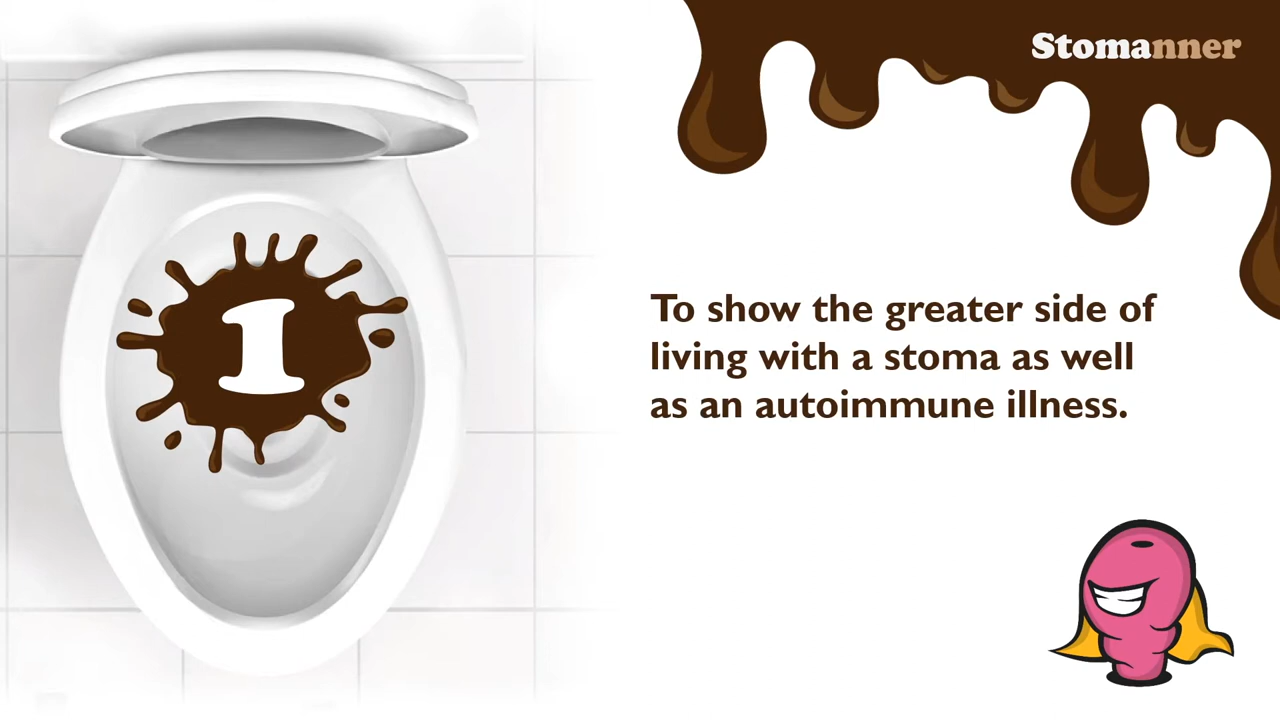 Stomanner
1
To show the greater side of
living with a stoma as well
as an autoimmune illness.